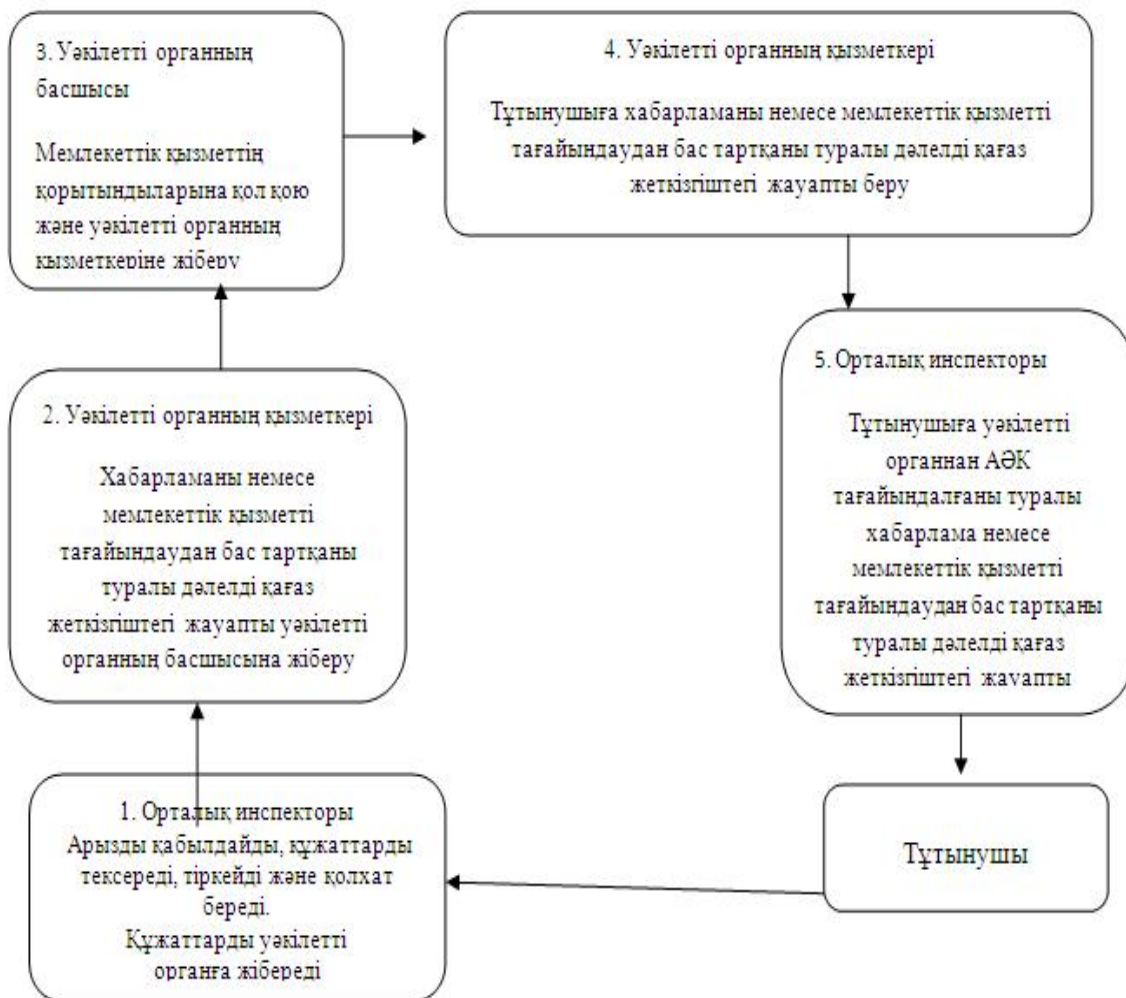 3. Уәкілетті органның
басшысы
Мемлекеттік қызметтің
қорытындыларына қол қою
және уәкілетті органның
қызметкеріне жіберу
4. Уәкілетті органның қызметкері
Тұтынушыға хабарламаны немесе мемлекеттік қызметті
тағайындаудан бас тартқаны туралы дәлелді қағаз
жеткізгіштегі жауапты беру
2. Уәкілетті органның қызметкері
Хабарламаны немесе
мемлекеттік қызметті
тағайындаудан бас тартқаны
туралы дәлелді қағаз
жеткізгіштегі жауапты уәкілетті
органның басшысына жіберу
5. Орталық инспекторы
Тұтынушыға уәкілетті
органнан АӘК
тағайындалғаны туралы
хабарлама немесе
мемлекеттік қызметті
тағайындаудан бас тартқаны
туралы дәлелді қағаз
жеткізгіштегі жауапты
1. Орталық инспекторы
Арызды қабылдайды, құжаттарды
тексереді, тіркейді және қолхат
береді.
Құжаттарды уәкілетті
органға жібереді
Тұтынушы